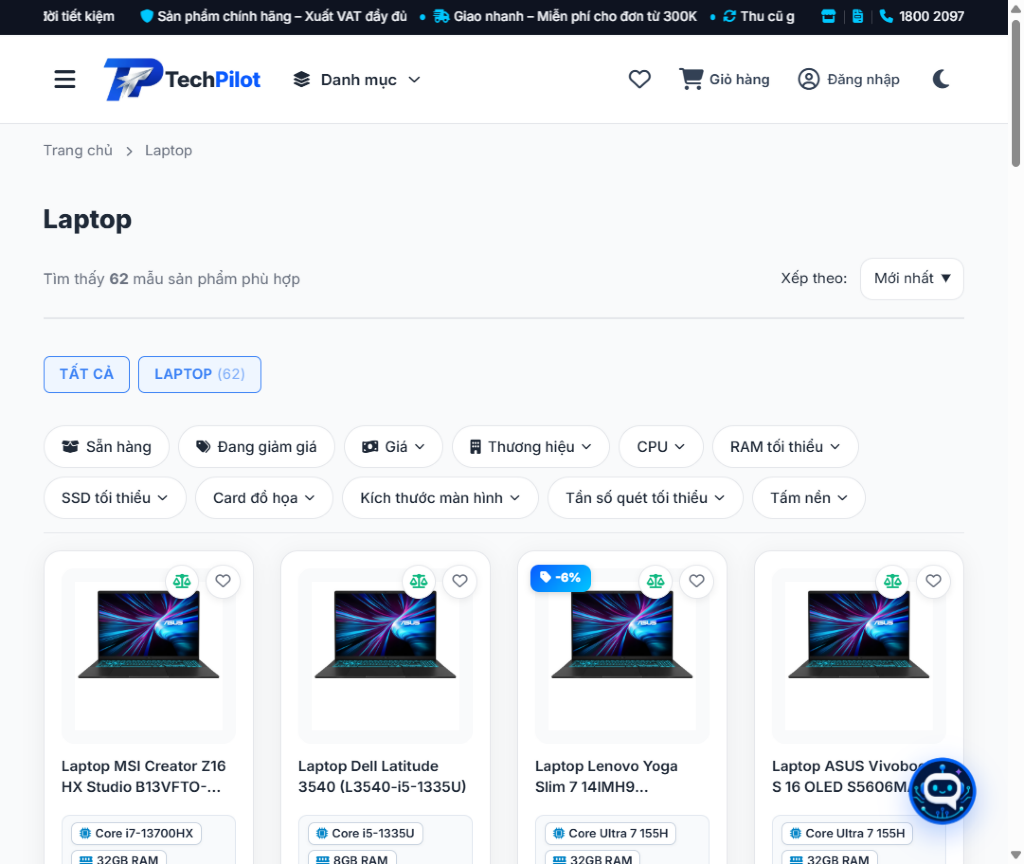 tiết kiệm Sản phẩm chính hãng – Xuất VAT đầy đủ • Giao nhanh – Miễn phí cho đơn từ 300K • Thu cũ 1800 2097
TechPilot Danh mục Giỏ hàng Đăng nhập
Trang chủ > Laptop
Laptop
Tìm thấy 62 mẫu sản phẩm phù hợp Xếp theo: Mới nhất ▼
TẤT CẢ LAPTOP (62)
Sẵn hàng Đang giảm giá Giá Thương hiệu CPU RAM tối thiểu
SSD tối thiểu Card đồ họa Kích thước màn hình Tần số quét tối thiểu Tấm nền
-6%
ASUS ASUS ASUS ASUS
Laptop MSI Creator Z16
HX Studio B13VFTO-...
Core i7-13700HX
32GB RAM
Laptop Dell Latitude
3540 (L3540-i5-1335U)
Core i5-1335U
8GB RAM
Laptop Lenovo Yoga
Slim 7 14IMH9...
Core Ultra 7 155H
32GB RAM
Laptop ASUS
S 16 OLED
Core Ultra 7 155H
32GB RAM